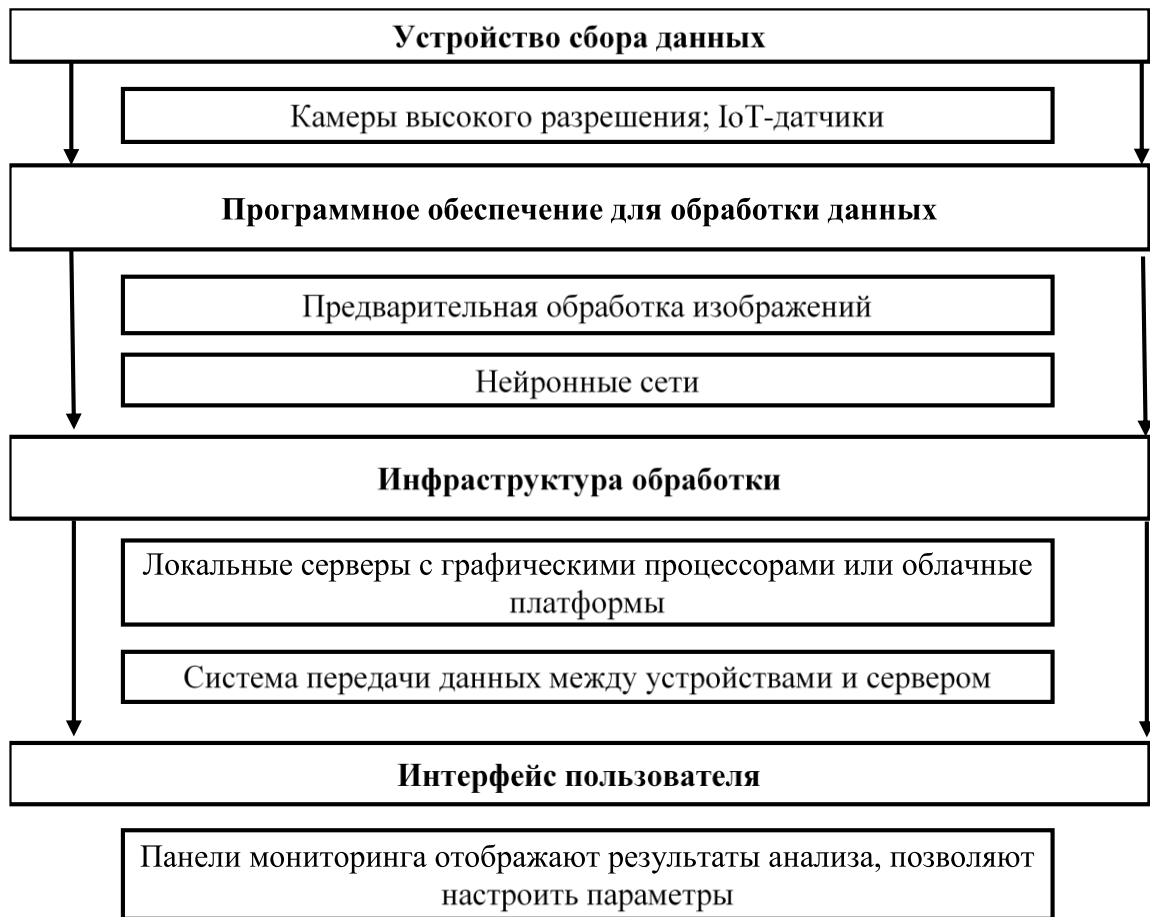 Устройство сбора данных
Камеры высокого разрешения; IoT-датчики
Программное обеспечение для обработки данных
Предварительная обработка изображений
Нейронные сети
Инфраструктура обработки
Локальные серверы с графическими процессорами или облачные
платформы
Система передачи данных между устройствами и сервером
Интерфейс пользователя
Панели мониторинга отображают результаты анализа, позволяют
настроить параметры